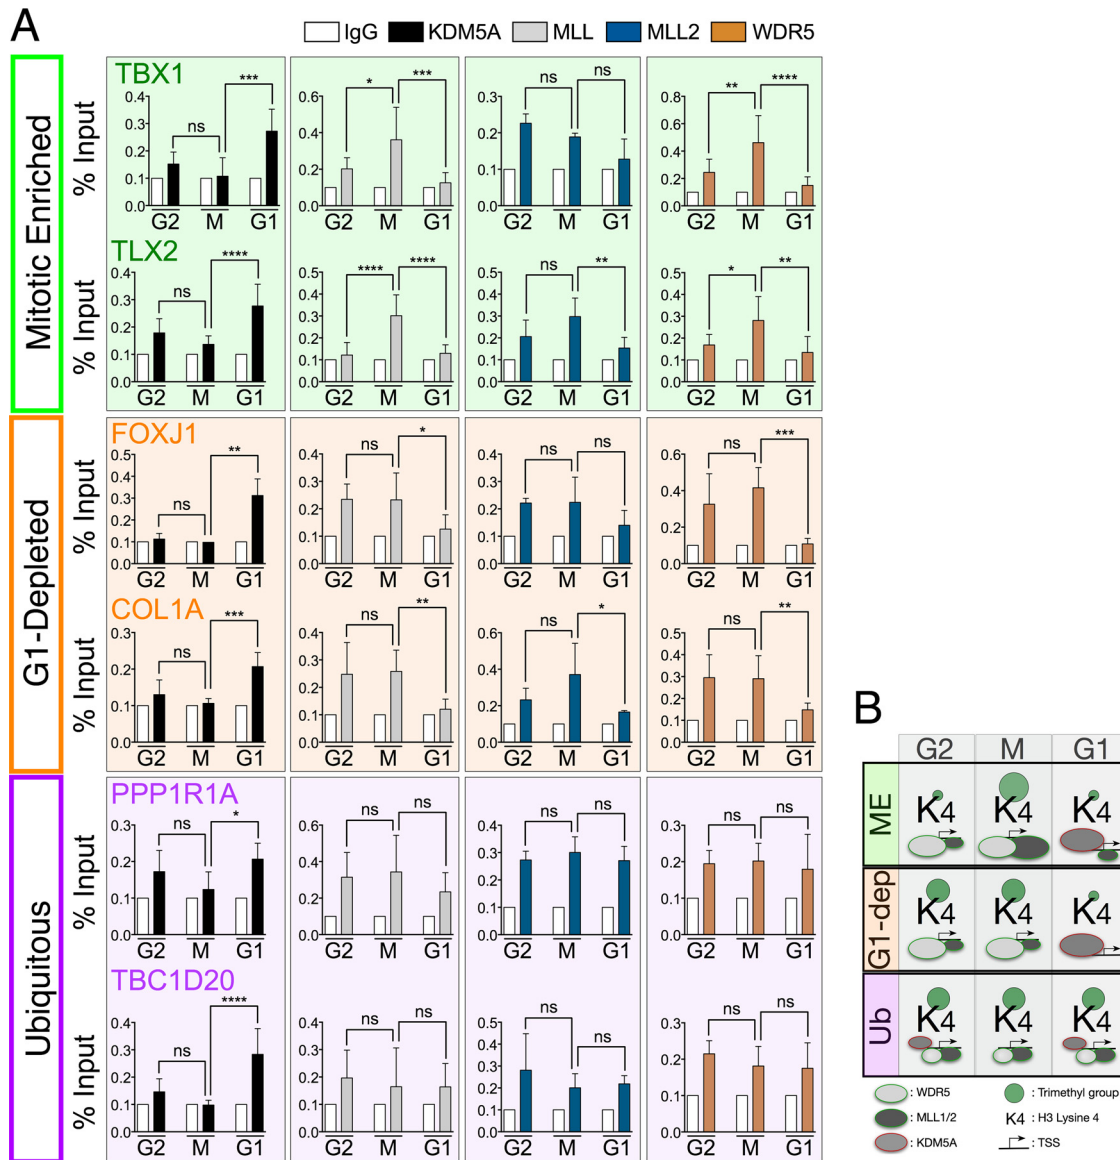 A
IgG KDM5A MLL MLL2 WDR5
Mitotic Enriched
TBX1
% Input
0.4 0.3 0.2 0.1 0.0
ns ***
G2 M G1
0.6 0.4 0.2 0.0
* ***
G2 M G1
0.3 0.2 0.1 0.0
ns ns
G2 M G1
0.8 0.6 0.4 0.2 0.0
** ****
G2 M G1
TLX2
% Input
0.4 0.3 0.2 0.1 0.0
ns ****
G2 M G1
0.5 0.4 0.3 0.2 0.1 0.0
**** ****
G2 M G1
0.5 0.4 0.3 0.2 0.1 0.0
ns **
G2 M G1
0.5 0.4 0.3 0.2 0.1 0.0
* **
G2 M G1
G1-Depleted
FOXJ1
% Input
0.5 0.4 0.3 0.2 0.1 0.0
ns **
G2 M G1
0.4 0.3 0.2 0.1 0.0
ns *
G2 M G1
0.4 0.3 0.2 0.1 0.0
ns ns
G2 M G1
0.6 0.4 0.2 0.0
ns ***
G2 M G1
COL1A
% Input
0.3 0.2 0.1 0.0
ns ***
G2 M G1
0.4 0.3 0.2 0.1 0.0
ns **
G2 M G1
0.6 0.4 0.2 0.0
ns *
G2 M G1
0.5 0.4 0.3 0.2 0.1 0.0
ns **
G2 M G1
Ubiquitous
PPP1R1A
% Input
0.3 0.2 0.1 0.0
ns *
G2 M G1
0.6 0.4 0.2 0.0
ns ns
G2 M G1
0.4 0.3 0.2 0.1 0.0
ns ns
G2 M G1
0.3 0.2 0.1 0.0
ns ns
G2 M G1
TBC1D20
% Input
0.4 0.3 0.2 0.1 0.0
ns ****
G2 M G1
0.4 0.3 0.2 0.1 0.0
ns ns
G2 M G1
0.5 0.4 0.3 0.2 0.1 0.0
ns ns
G2 M G1
0.3 0.2 0.1 0.0
ns ns
G2 M G1
B
G2 M G1
ME
K4 K4 K4
G1-dep
K4 K4 K4
Ub
K4 K4 K4
: WDR5
: Trimethyl group
: MLL1/2
K4 : H3 Lysine 4
: KDM5A
: TSS